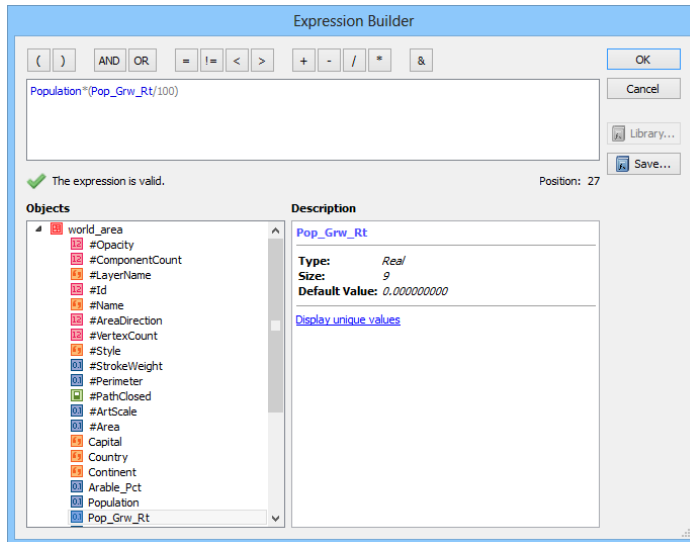 Expression Builder
( ) AND OR = != < > + - / * & OK
Population*(Pop_Grw_Rt/100)
Cancel
Library...
Save...
The expression is valid. Position: 27
Objects Description
world_area
#Opacity
#ComponentCount
#LayerName
#Id
#Name
#AreaDirection
#VertexCount
#Style
#StrokeWeight
#Perimeter
#PathClosed
#ArtScale
#Area
Capital
Country
Continent
Arable_Pct
Population
Pop_Grw_Rt
Pop_Grw_Rt
Type: Real
Size: 9
Default Value: 0.000000000
Display unique values